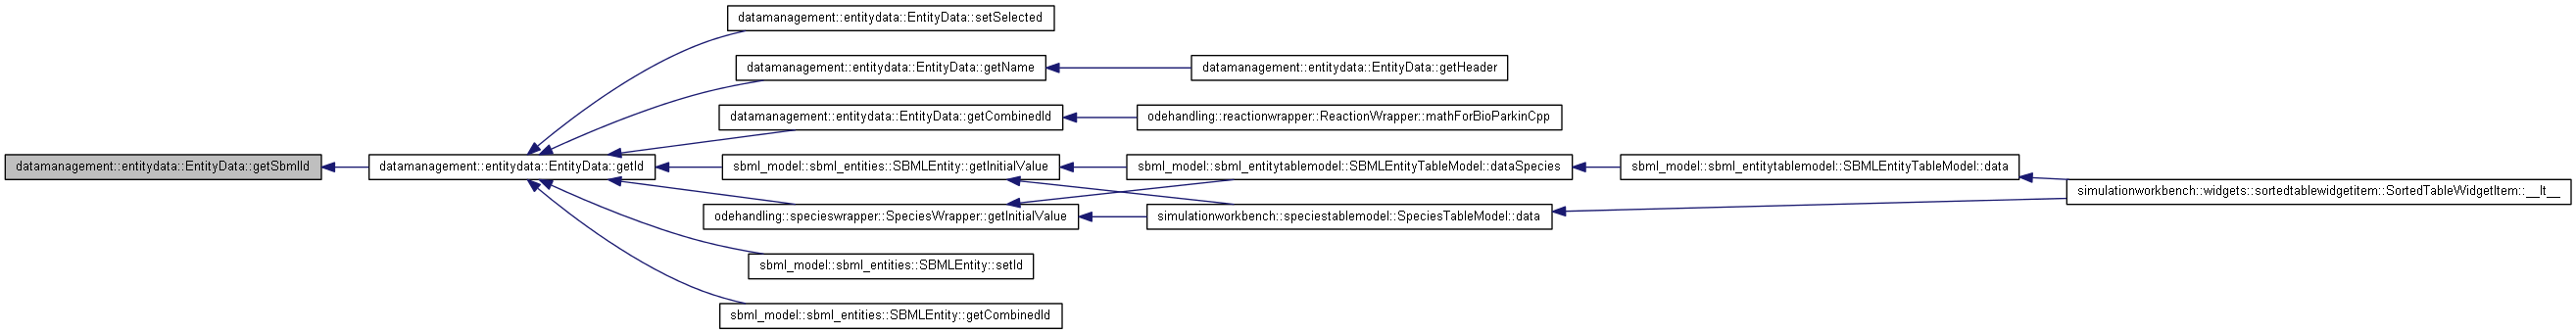 datamanagement::entitydata::EntityData::setSelected
datamanagement::entitydata::EntityData::getName
datamanagement::entitydata::EntityData::getHeader
datamanagement::entitydata::EntityData::getCombinedId
odehandling::reactionwrapper::ReactionWrapper::mathForBioParkinCpp
datamanagement::entitydata::EntityData::getSbmlId
datamanagement::entitydata::EntityData::getId
sbml_model::sbml_entities::SBMLEntity::getInitialValue
sbml_model::sbml_entitytablemodel::SBMLEntityTableModel::dataSpecies
sbml_model::sbml_entitytablemodel::SBMLEntityTableModel::data
simulationworkbench::widgets::sortedtablewidgetitem::SortedTableWidgetItem::__lt__
odehandling::specieswrapper::SpeciesWrapper::getInitialValue
simulationworkbench::speciestablemodel::SpeciesTableModel::data
sbml_model::sbml_entities::SBMLEntity::setId
sbml_model::sbml_entities::SBMLEntity::getCombinedId